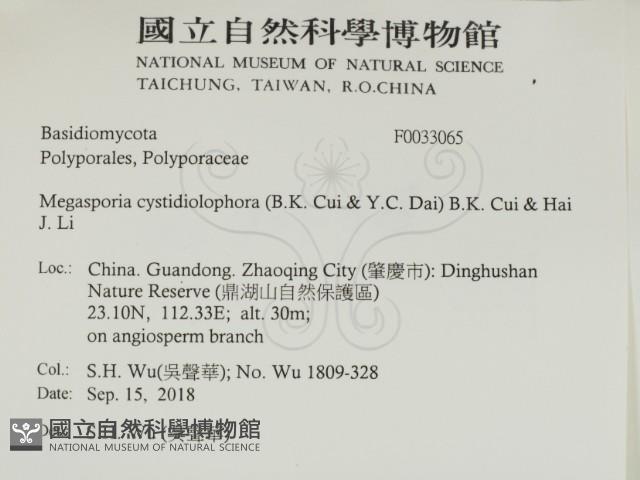 國立自然科學博物館
NATIONAL MUSEUM OF NATURAL SCIENCE
TAICHUNG, TAIWAN, R.O.CHINA
Basidiomycota F0033065
Polyporales, Polyporaceae
Megasporia cystidiolophora (B.K. Cui & Y.C. Dai) B.K. Cui & Hai
J. Li
Loc.: China. Guandong. Zhaoqing City (肇慶市): Dinghushan
Nature Reserve (鼎湖山自然保護區)
23.10N, 112.33E; alt. 30m;
on angiosperm branch
Col.: S.H. Wu(吳聲華); No. Wu 1809-328
Date: Sep. 15, 2018
國立自然科學博物館
NATIONAL MUSEUM OF NATURAL SCIENCE